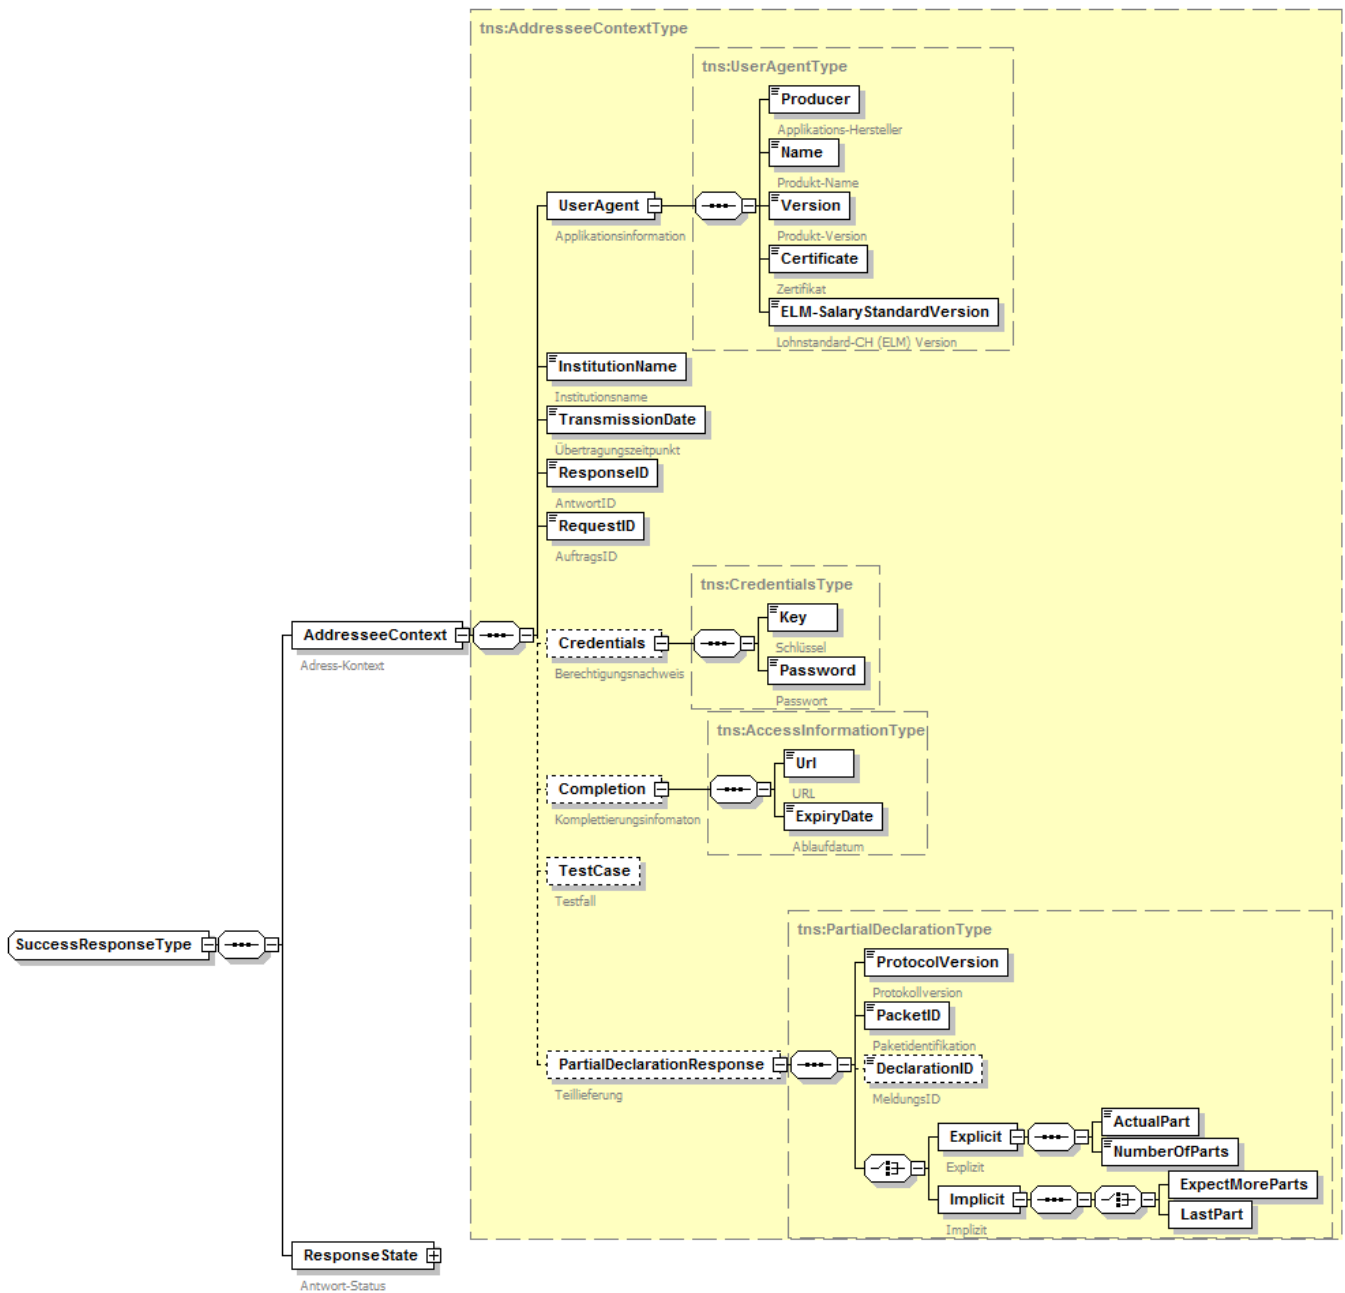 tns:AddresseeContextType
tns:UserAgentType
Producer
Applikations-Hersteller
Name
Produkt-Name
UserAgent
Applikationsinformation
Version
Produkt-Version
Certificate
Zertifikat
ELM-SalaryStandardVersion
Lohnstandard-CH (ELM) Version
InstitutionName
Institutionsname
TransmissionDate
Übertragungszeitpunkt
ResponseID
AntwortID
RequestID
AuftragsID
tns:CredentialsType
Key
Schlüssel
AddresseeContext
Adress-Kontext
Credentials
Berechtigungsnachweis
Password
Passwort
tns:AccessInformationType
Url
URL
Completion
Komplettierungsinfomaton
ExpiryDate
Ablaufdatum
TestCase
Testfall
SuccessResponseType
tns:PartialDeclarationType
ProtocolVersion
Protokollversion
PacketID
Paketidentifikation
PartialDeclarationResponse
Teillieferung
DeclarationID
MeldungsID
Explicit
Explizit
ActualPart
NumberOfParts
Implicit
Implizit
ExpectMoreParts
LastPart
ResponseState
Antwort-Status